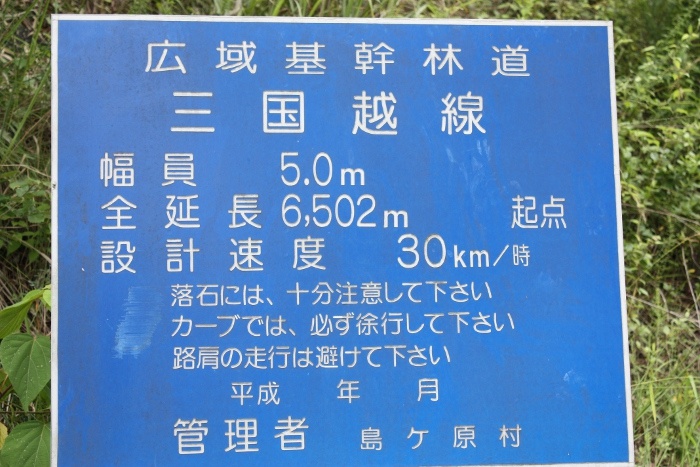 広域基幹林道
三国越線
幅員 5.0m
全延長 6,502m 起点
設計速度 30km/時
落石には、十分注意して下さい
カーブでは、必ず徐行して下さい
路肩の走行は避けて下さい
平成 年 月
管理者 島ケ原村